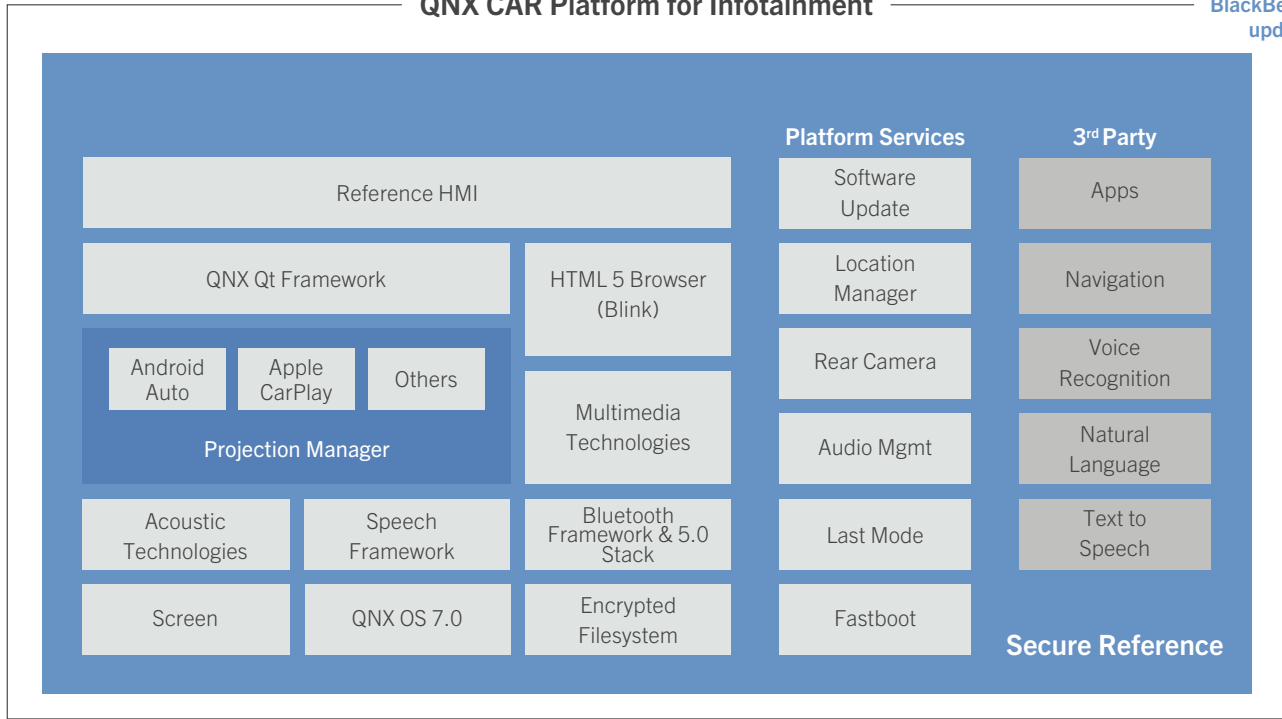 QNX CAR Platform for Infotainment
Platform Services
3rd Party
Reference HMI
Software
Update
Apps
QNX Qt Framework
HTML 5 Browser
(Blink)
Location
Manager
Navigation
Android
Auto
Apple
CarPlay
Others
Projection Manager
Rear Camera
Voice
Recognition
Multimedia
Technologies
Audio Mgmt
Natural
Language
Acoustic
Technologies
Speech
Framework
Bluetooth
Framework & 5.0
Stack
Last Mode
Text to
Speech
Screen
QNX OS 7.0
Encrypted
Filesystem
Fastboot
Secure Reference